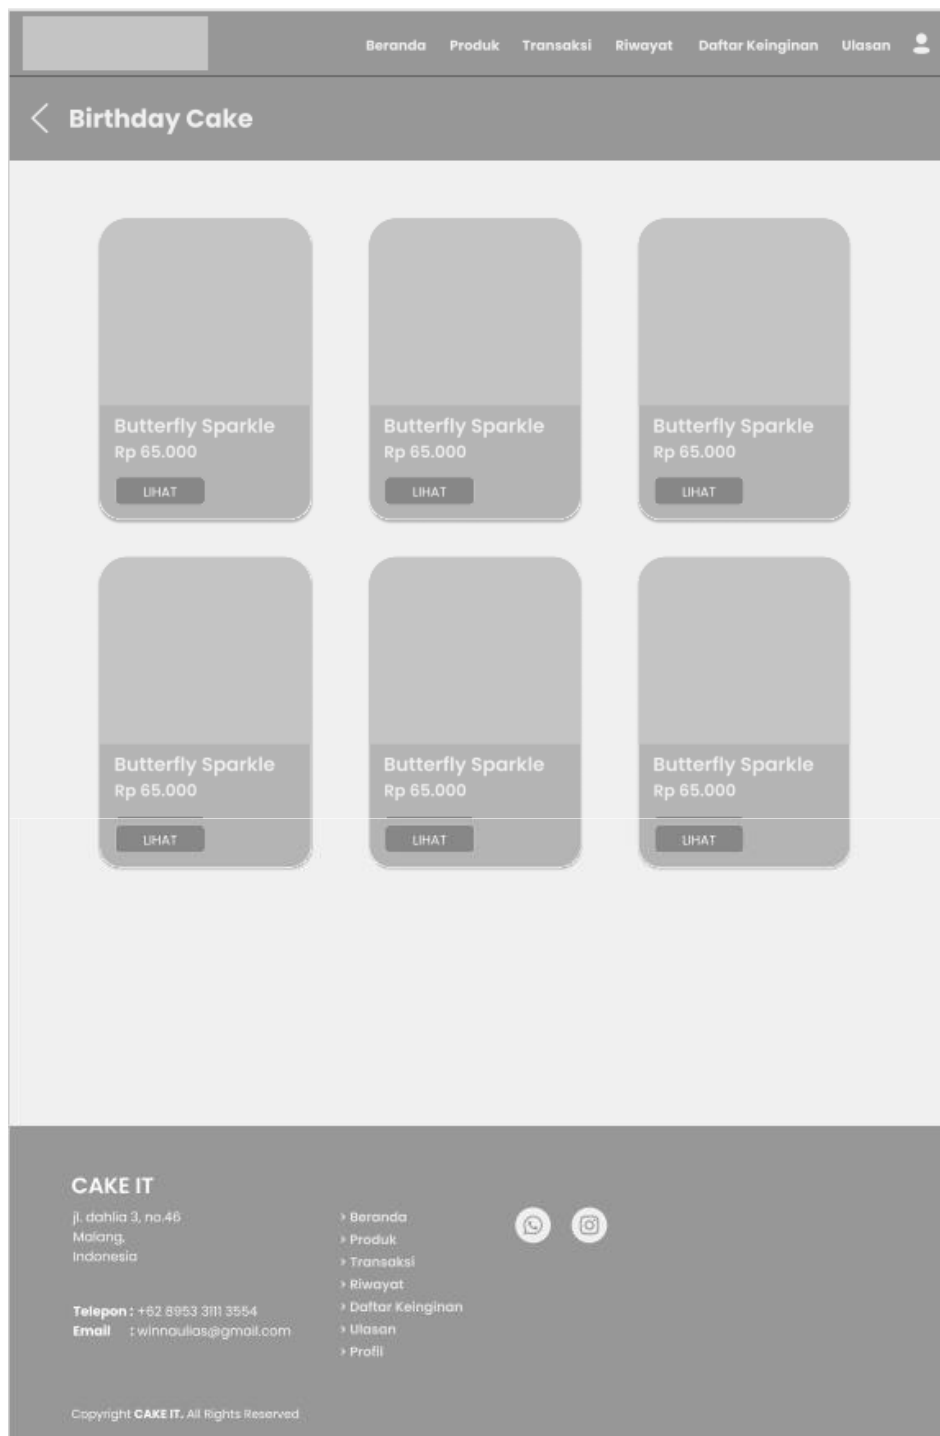 Beranda Produk Transaksi Riwayat Daftar Keinginan Ulasan
Birthday Cake
Butterfly Sparkle Butterfly Sparkle Butterfly Sparkle
Rp 65.000 Rp 65.000 Rp 65.000
LIHAT LIHAT LIHAT
Butterfly Sparkle Butterfly Sparkle Butterfly Sparkle
Rp 65.000 Rp 65.000 Rp 65.000
LIHAT LIHAT LIHAT
CAKE IT
jl. dahlia 3, no.46
Malang,
Indonesia
Telepon : +62 8953 3111 3554
Email : winnaulias@gmail.com
> Beranda
> Produk
> Transaksi
> Riwayat
> Daftar Keinginan
> Ulasan
> Profil
Copyright CAKE IT. All Rights Reserved